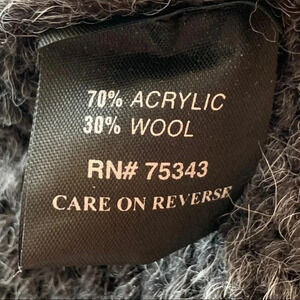 70% ACRYLIC
30% WOOL
RN# 75343
CARE ON REVERSE